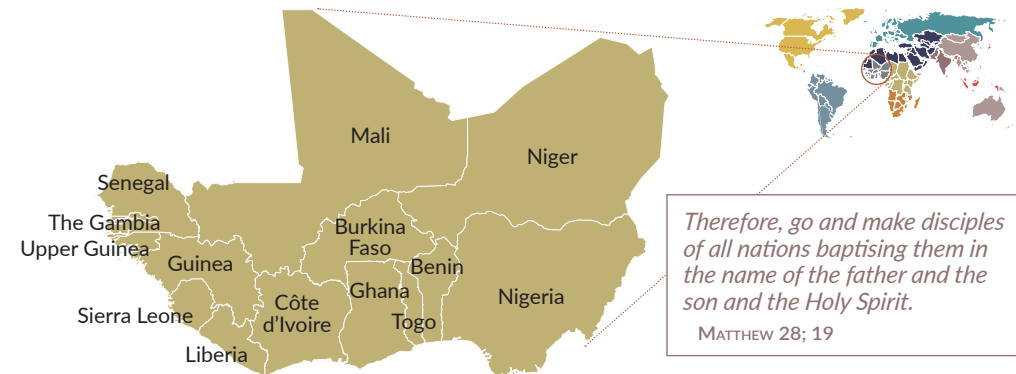 Mali
Niger
Senegal
The Gambia
Upper Guinea
Guinea
Burkina
Faso
Benin
Ghana
Togo
Nigeria
Côte
d'Ivoire
Sierra Leone
Liberia
Therefore, go and make disciples
of all nations baptising them in
the name of the father and the
son and the Holy Spirit.
Matthew 28; 19